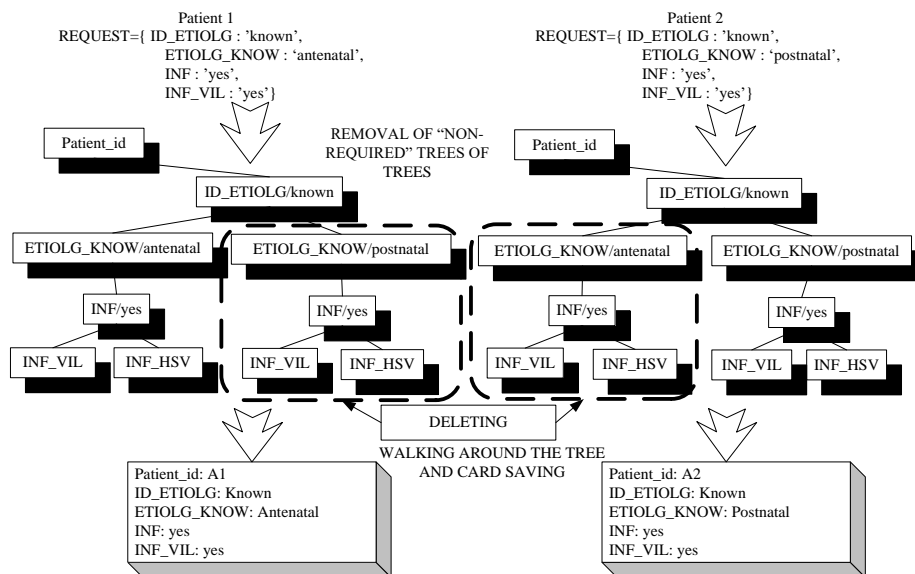 Patient 1
REQUEST={ ID_ETIOLG : 'known',
ETIOLG_KNOW : ‘antenatal’,
INF : 'yes',
INF_VIL : 'yes'}
Patient 2
REQUEST={ ID_ETIOLG : 'known',
ETIOLG_KNOW : ‘postnatal’,
INF : 'yes',
INF_VIL : 'yes'}
REMOVAL OF “NON-
REQUIRED” TREES OF
TREES
Patient_id
ID_ETIOLG/known
ETIOLG_KNOW/antenatal
ETIOLG_KNOW/postnatal
INF/yes
INF/yes
INF_VIL
INF_HSV
INF_VIL
INF_HSV
Patient_id
ID_ETIOLG/known
ETIOLG_KNOW/antenatal
ETIOLG_KNOW/postnatal
INF/yes
INF/yes
INF_VIL
INF_HSV
INF_VIL
INF_HSV
DELETING
WALKING AROUND THE TREE
AND CARD SAVING
Patient_id: A1
ID_ETIOLG: Known
ETIOLG_KNOW: Antenatal
INF: yes
INF_VIL: yes
Patient_id: A2
ID_ETIOLG: Known
ETIOLG_KNOW: Postnatal
INF: yes
INF_VIL: yes